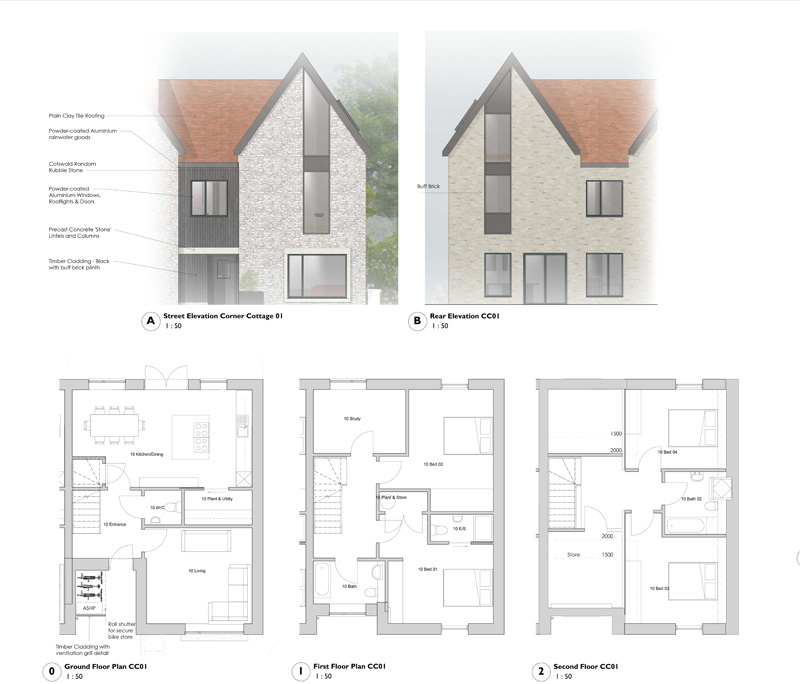 Plain Clay Tile Roofing
Powder-coated Aluminium
rainwater goods
Cotswold Random
Rubble Stone
Powder-coated
Aluminium Windows,
Rooflights & Doors
Precast Concrete 'Stone'
Lintels and Columns
Timber Cladding - Black
with buff brick plinth
Buff Brick
A
Street Elevation Corner Cottage 01
1 : 50
B
Rear Elevation CC01
1 : 50
10 Kitchen/Dining
10 Plant & Utility
10 W/C
10 Entrance
10 Living
ASHP
Roll shutter
for secure
bike store
Timber Cladding with
ventilation grill detail
0
Ground Floor Plan CC01
1 : 50
10 Study
10 Bed 02
10 Plant & Store
10 E/S
10 Bath
10 Bed 01
1
First Floor Plan CC01
1 : 50
1500
2000
10 Bed 04
10 Bath 02
2000
Store
1500
10 Bed 03
2
Second Floor CC01
1 : 50